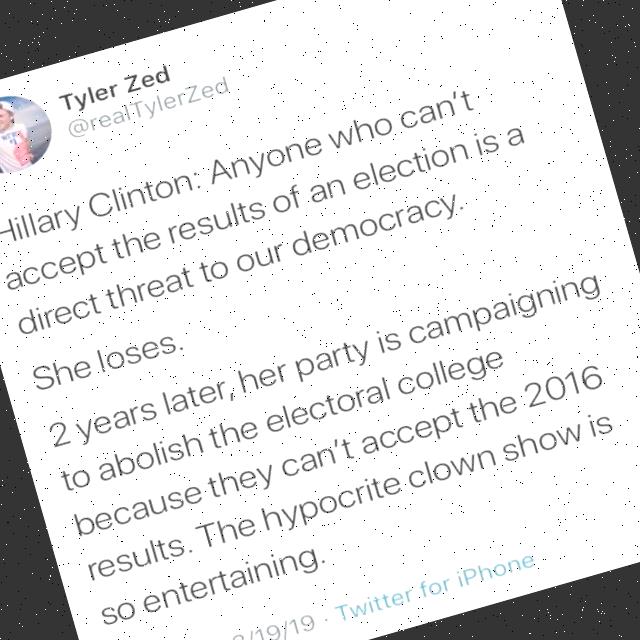 Tyler Zed
@realTylerZed
Hillary Clinton: Anyone who can't
accept the results of an election is a
direct threat to our democracy.
She loses.
2 years later, her party is campaigning
to abolish the electoral college
because they can't accept the 2016
results. The hypocrite clown show is
so entertaining.
/19/19 · Twitter for iPhone